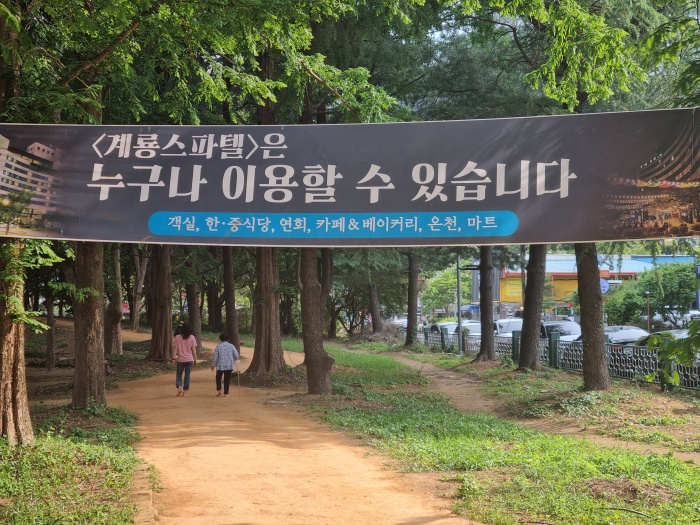 〈계룡스파텔〉은
누구나 이용할 수 있습니다
객실, 한·중식당, 연회, 카페&베이커리, 온천, 마트